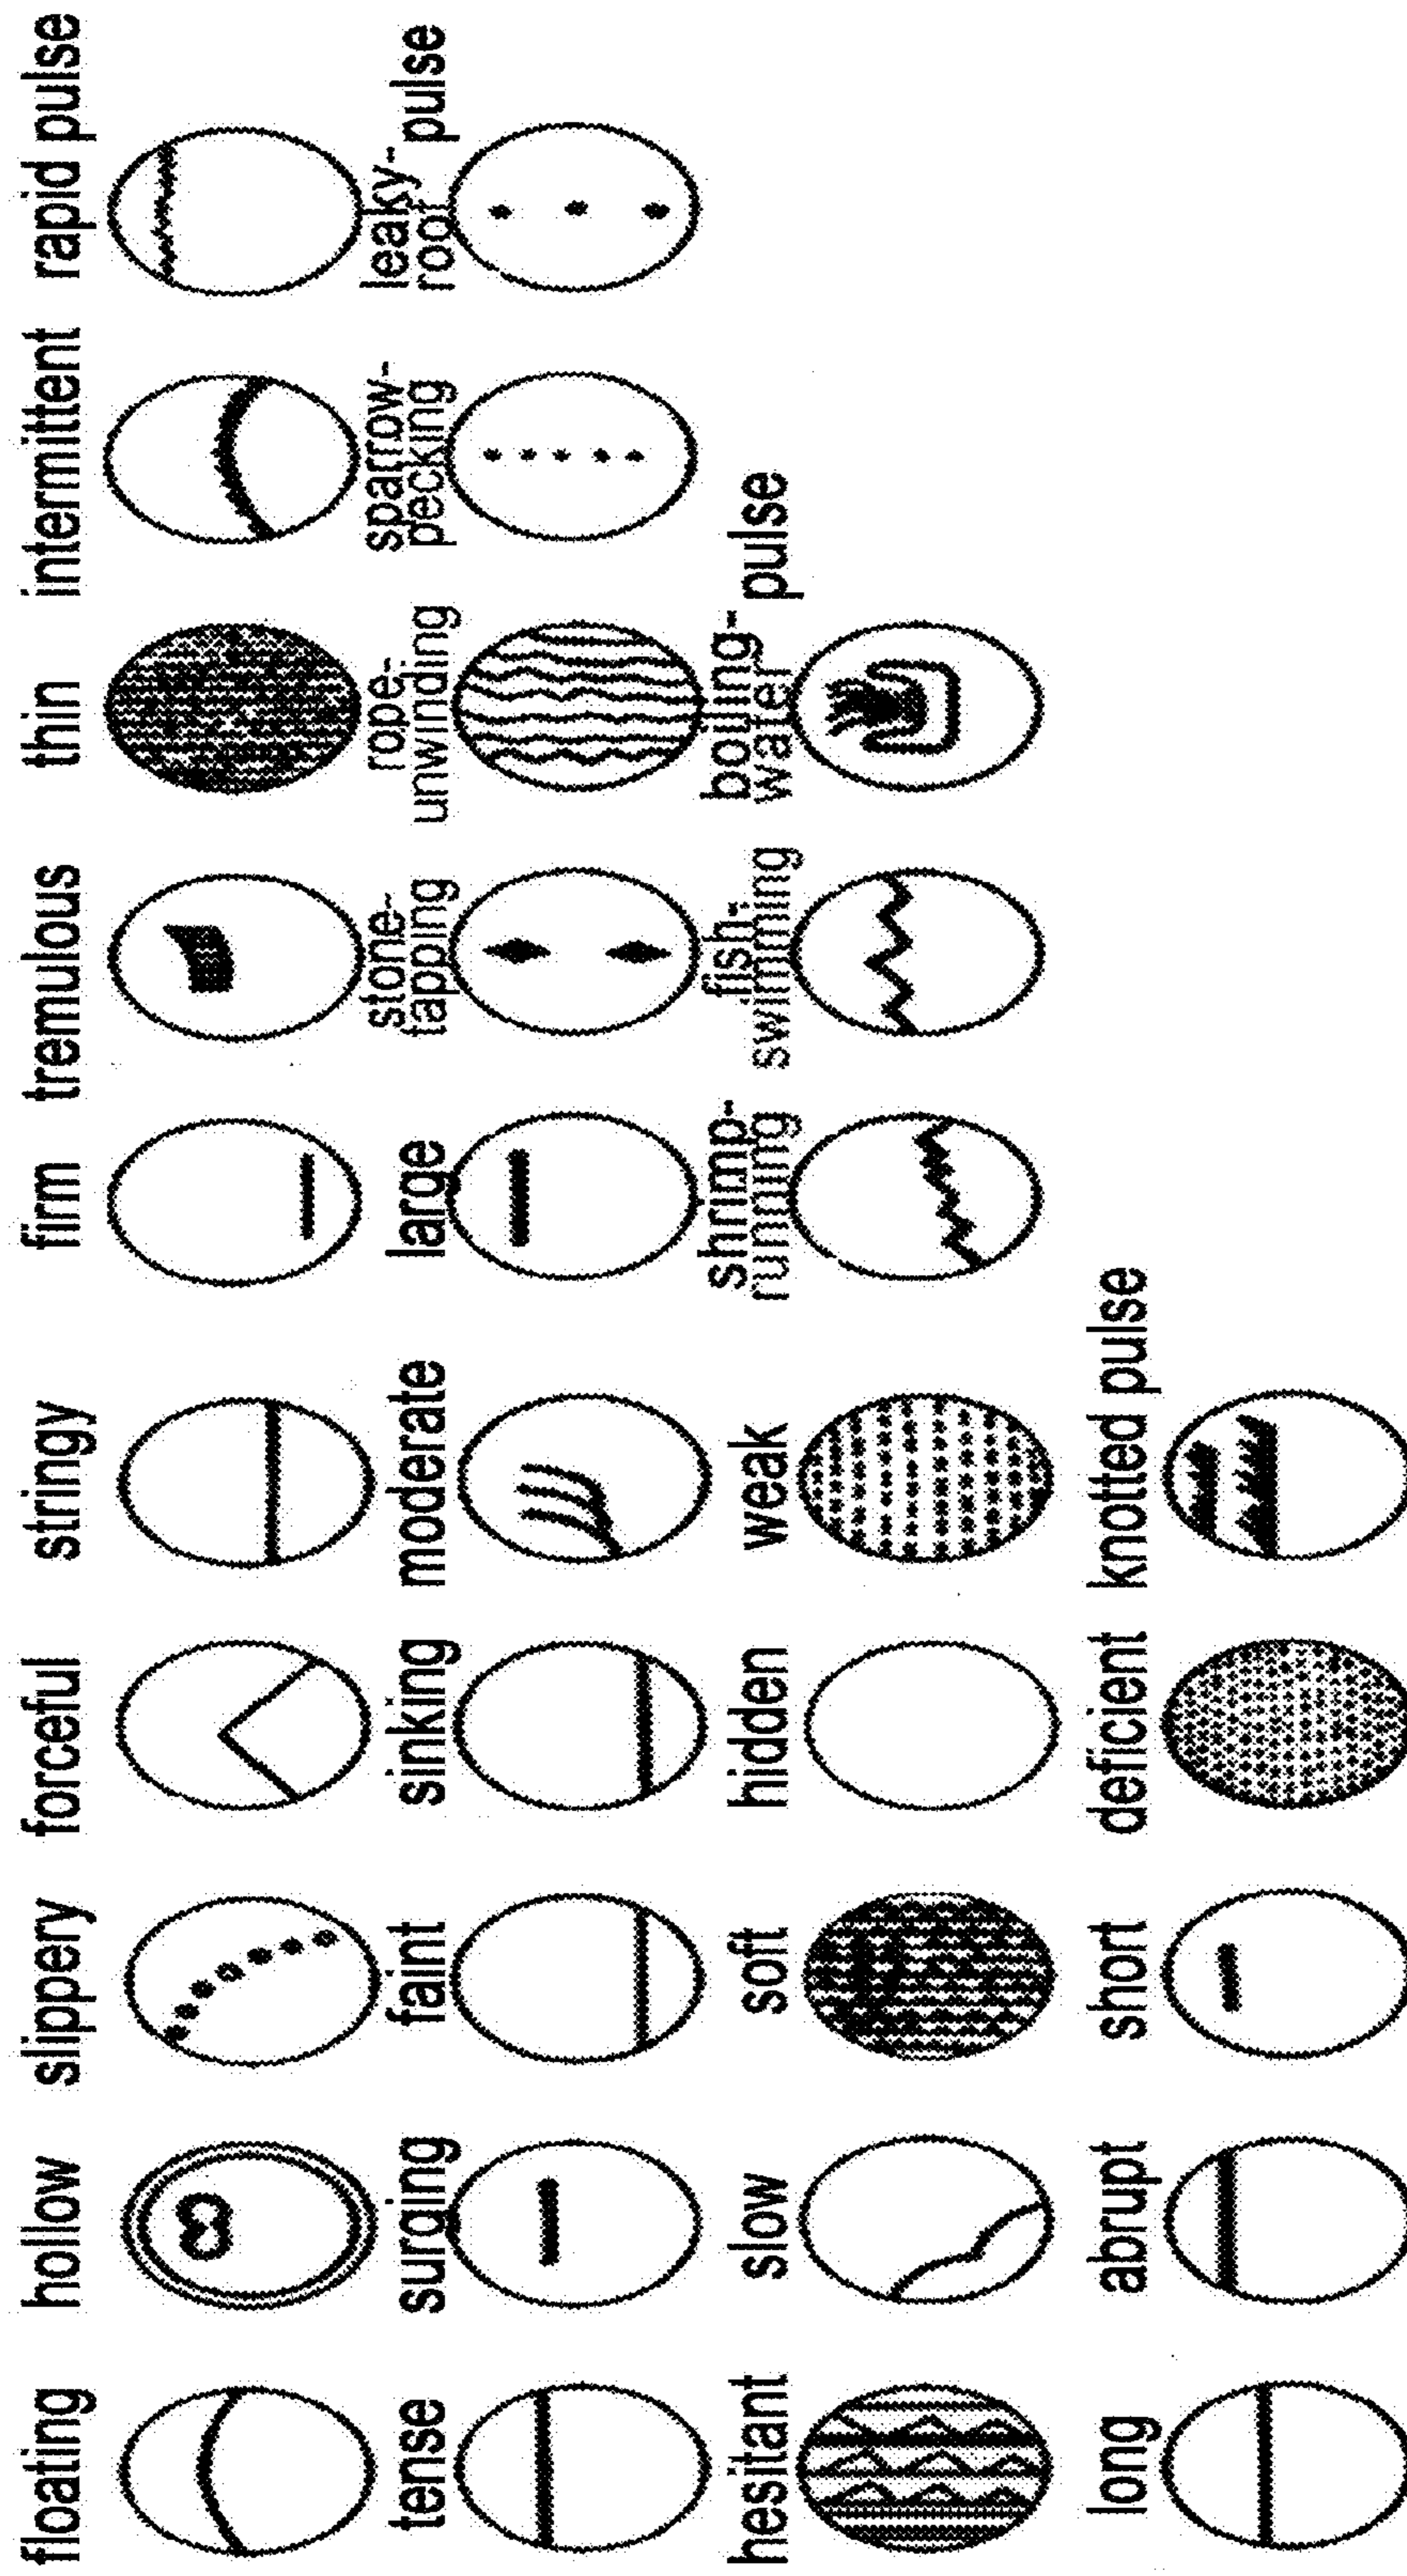 floating hollow slippery forceful stringy firm tremulous thin intermittent rapid pulse
tense surging faint sinking moderate large stone-
tapping rope-
unwinding sparrow-
pecking leaky-
roof pulse
hesitant slow soft hidden weak shrimp-
running fish-
swimming boiling-
water pulse
long abrupt short deficient knotted pulse